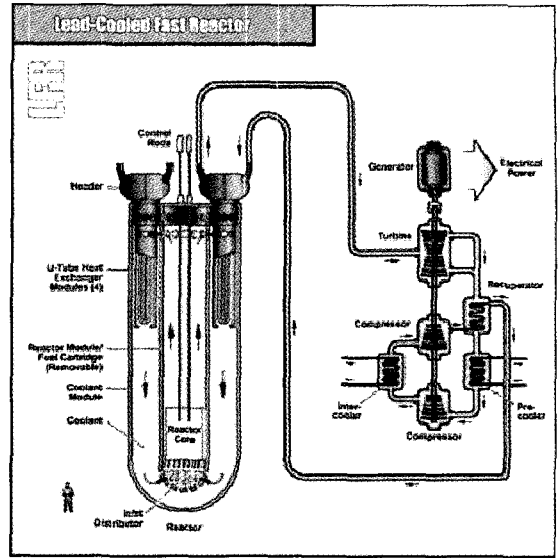 Lead-Cooled Fast Reactor
LFR
Control
Rods
Header
Generator
Electrical
Power
Turbine
U-Tube Heat
Exchanger
Modules (4)
Recuperator
Compressor
Reactor Module/
Fuel Cartridge
(Removable)
Coolant
Module
Inter-
cooler
Pre-
cooler
Coolant
Reactor
Core
Compressor
Inlet
Distributor
Reactor